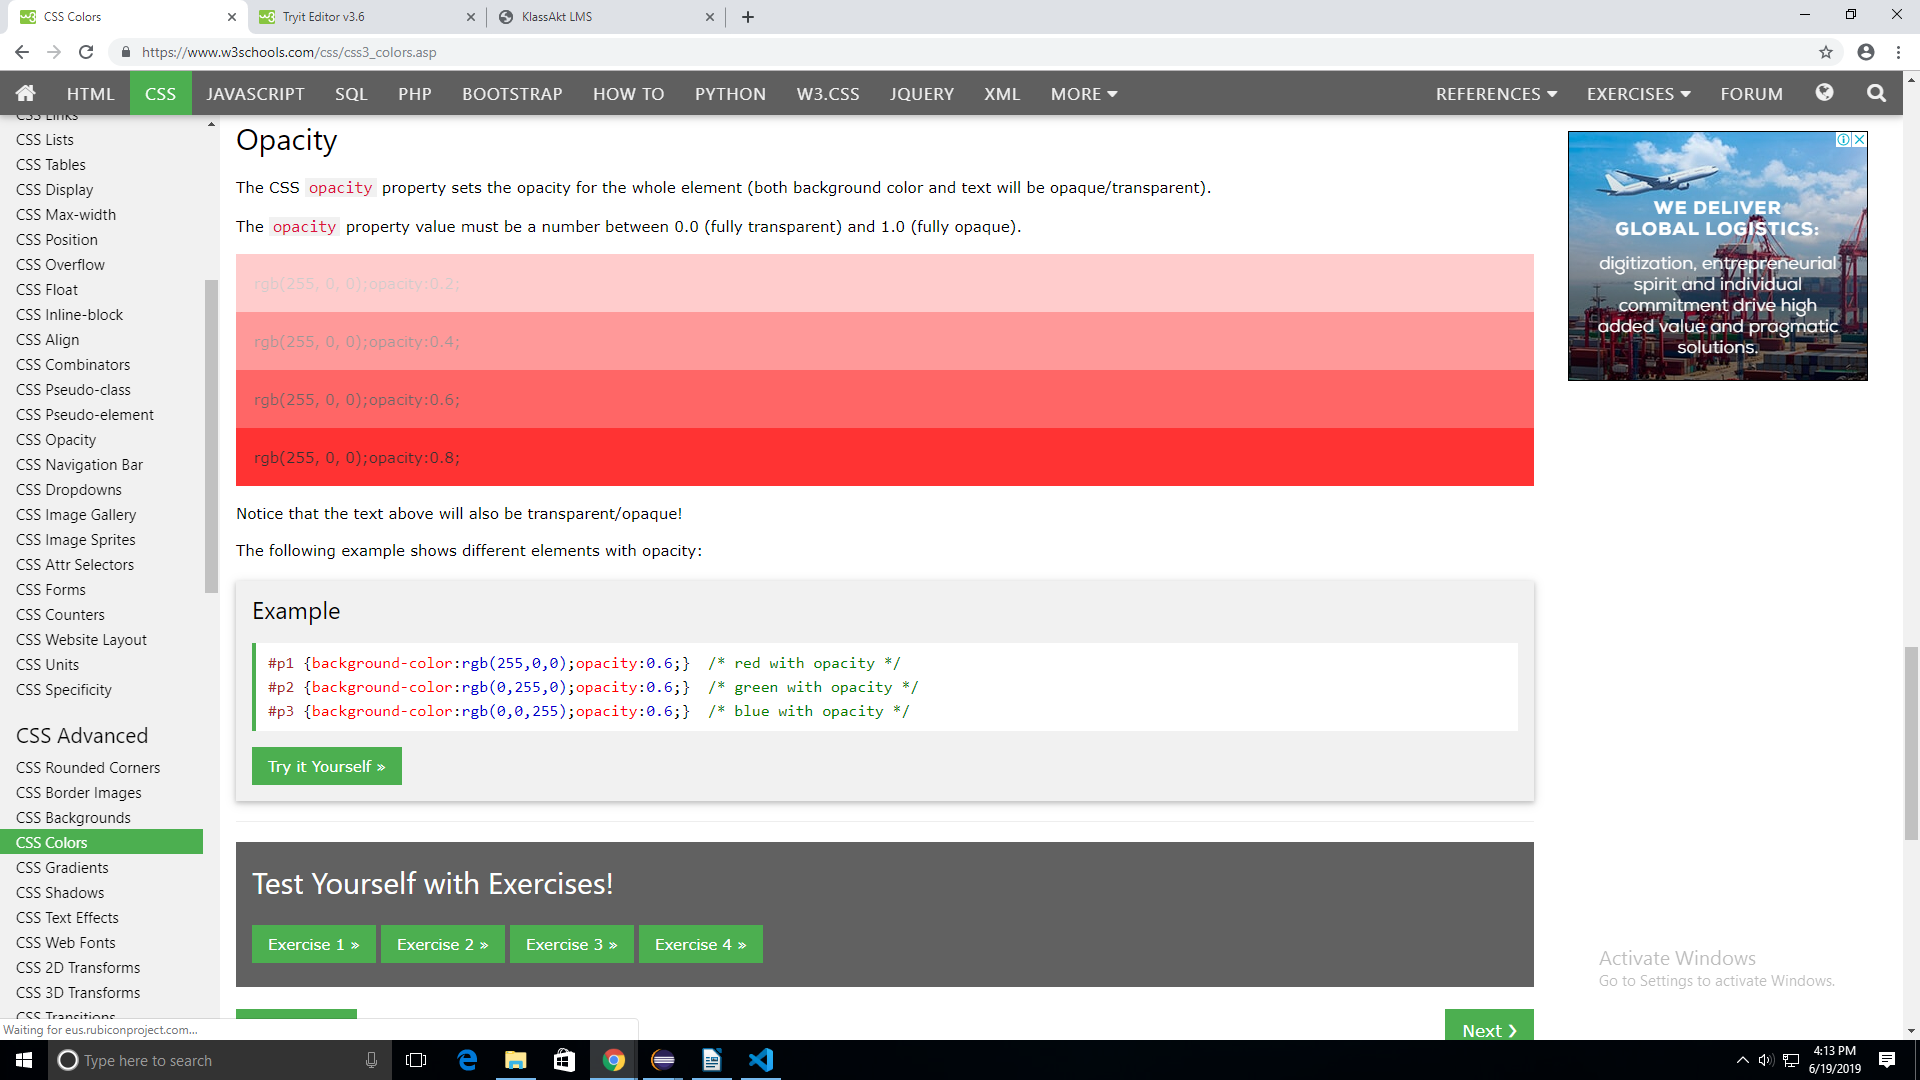 CSS Colors
Tryit Editor v3.6
KlassAkt LMS
https://www.w3schools.com/css/css3_colors.asp
HTML
CSS
JAVASCRIPT
SQL
PHP
BOOTSTRAP
HOW TO
PYTHON
W3.CSS
JQUERY
XML
MORE
REFERENCES
EXERCISES
FORUM
CSS Links
CSS Lists
CSS Tables
CSS Display
CSS Max-width
CSS Position
CSS Overflow
CSS Float
CSS Inline-block
CSS Align
CSS Combinators
CSS Pseudo-class
CSS Pseudo-element
CSS Opacity
CSS Navigation Bar
CSS Dropdowns
CSS Image Gallery
CSS Image Sprites
CSS Attr Selectors
CSS Forms
CSS Counters
CSS Website Layout
CSS Units
CSS Specificity
CSS Advanced
CSS Rounded Corners
CSS Border Images
CSS Backgrounds
CSS Colors
CSS Gradients
CSS Shadows
CSS Text Effects
CSS Web Fonts
CSS 2D Transforms
CSS 3D Transforms
CSS Transitions
Opacity
The CSS opacity property sets the opacity for the whole element (both background color and text will be opaque/transparent).
The opacity property value must be a number between 0.0 (fully transparent) and 1.0 (fully opaque).
rgb(255, 0, 0);opacity:0.2;
rgb(255, 0, 0);opacity:0.4;
rgb(255, 0, 0);opacity:0.6;
rgb(255, 0, 0);opacity:0.8;
Notice that the text above will also be transparent/opaque!
The following example shows different elements with opacity:
Example
#p1 {background-color:rgb(255,0,0);opacity:0.6;}  /* red with opacity */
#p2 {background-color:rgb(0,255,0);opacity:0.6;}  /* green with opacity */
#p3 {background-color:rgb(0,0,255);opacity:0.6;}  /* blue with opacity */
Try it Yourself »
Test Yourself with Exercises!
Exercise 1 »
Exercise 2 »
Exercise 3 »
Exercise 4 »
Next ❯
WE DELIVER
GLOBAL LOGISTICS:
digitization, entrepreneurial
spirit and individual
commitment drive high
added value and pragmatic
solutions.
Activate Windows
Go to Settings to activate Windows.
Waiting for eus.rubiconproject.com...
Type here to search
4:13 PM
6/19/2019